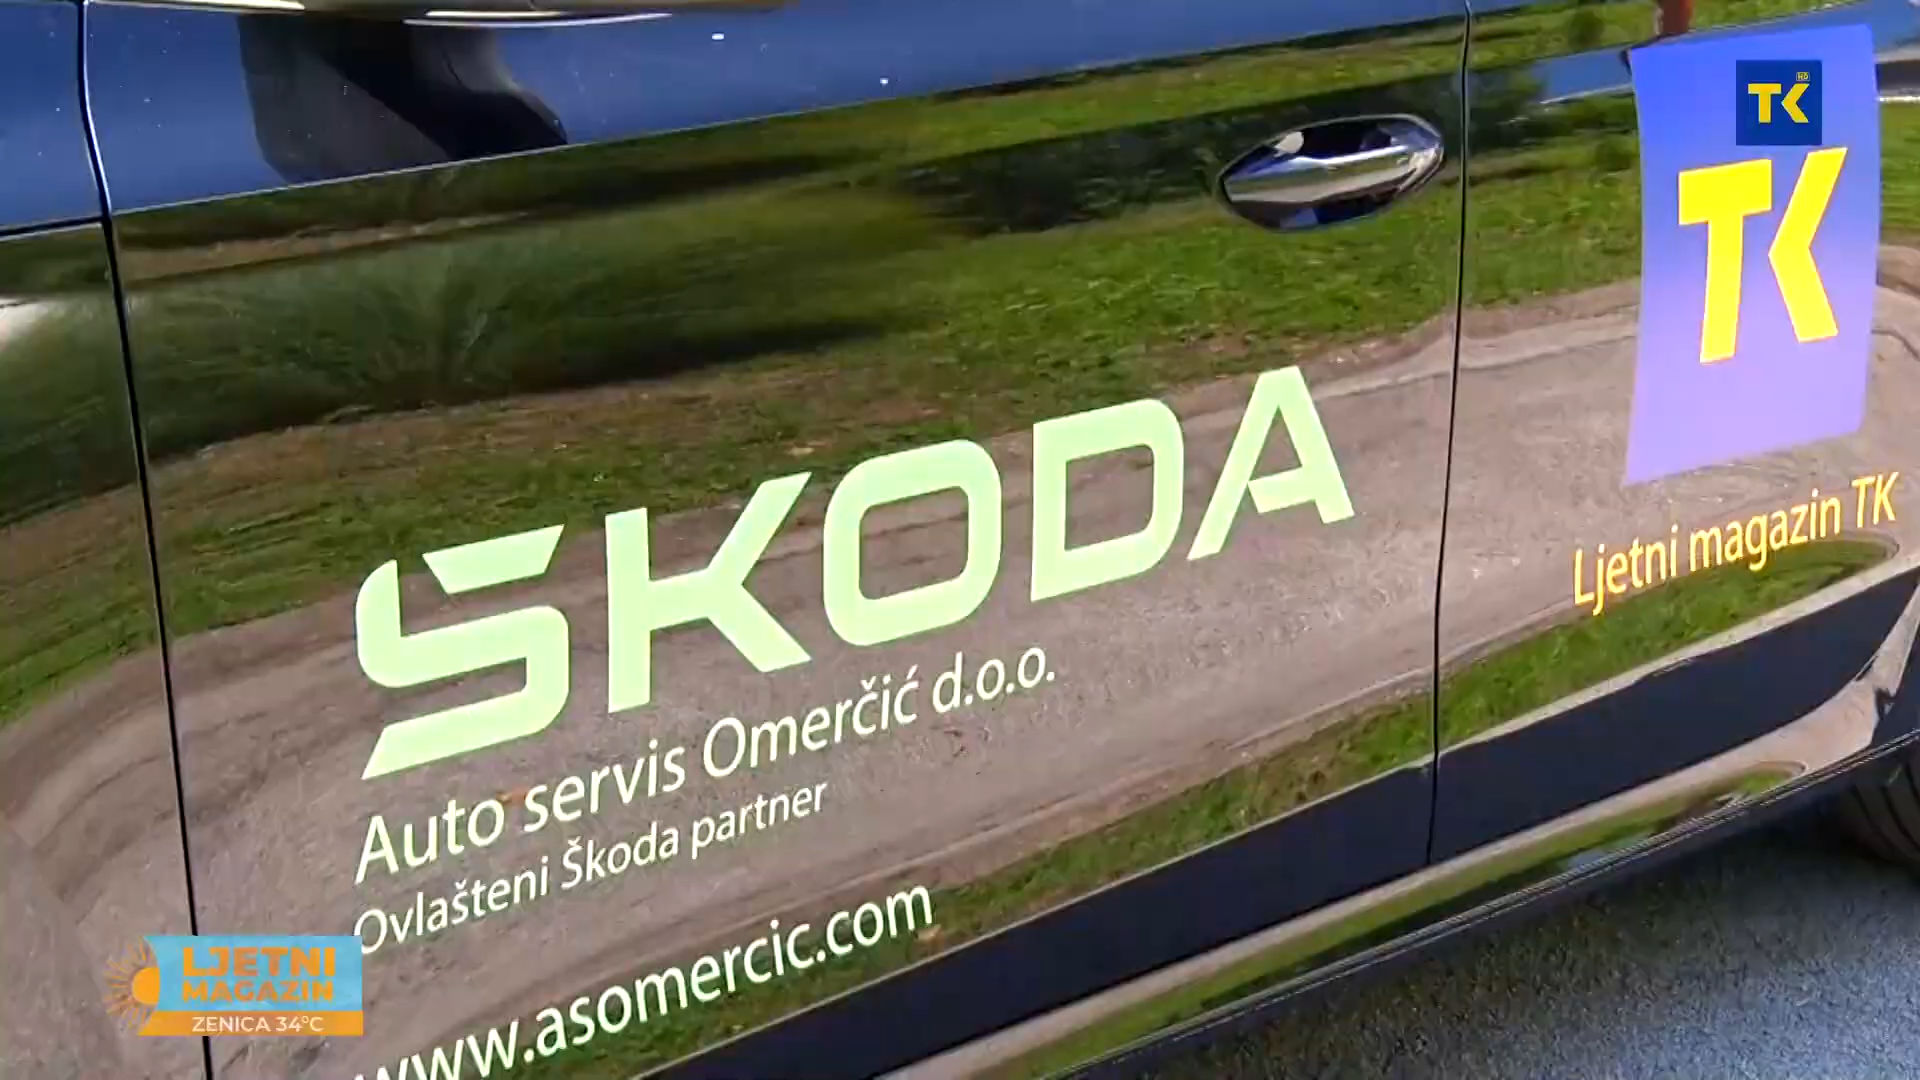 TK HD
TK
Ljetni magazin TK
ŠKODA
Auto servis Omerčić d.o.o.
Ovlašteni Škoda partner
www.asomercic.com
LJETNI
MAGAZIN
ZENICA 34°C